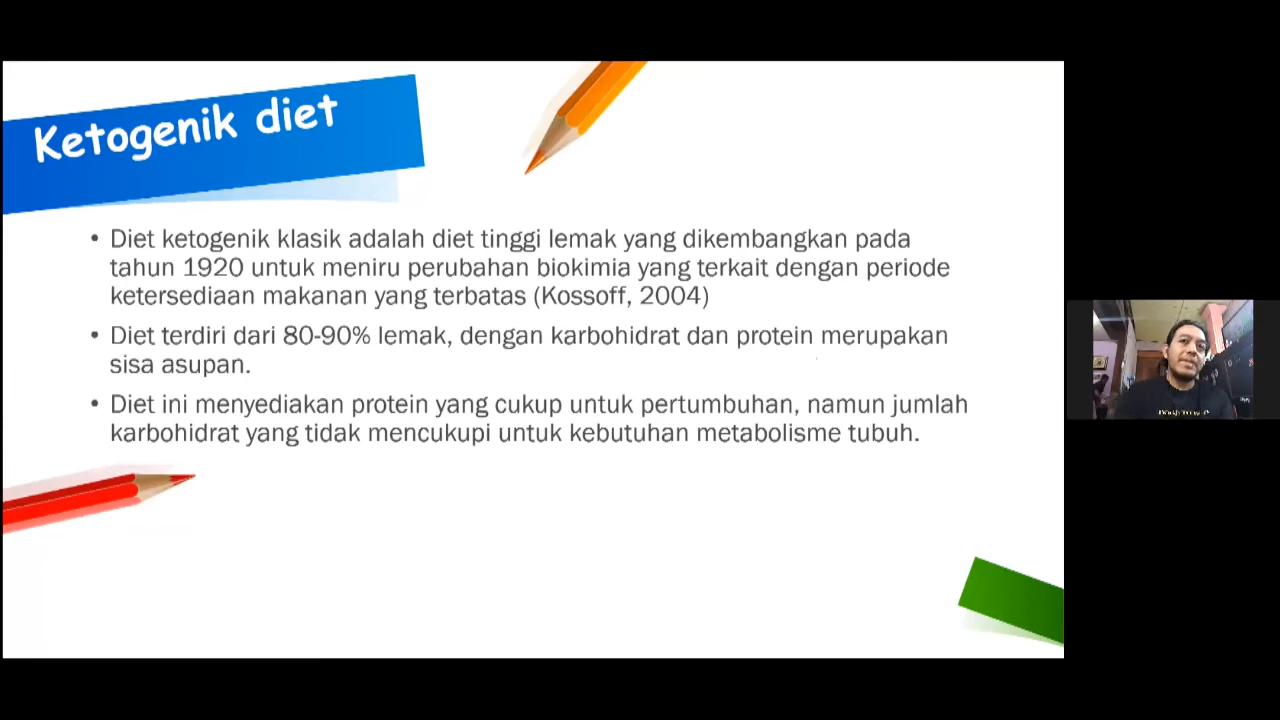 Ketogenik diet
• Diet ketogenik klasik adalah diet tinggi lemak yang dikembangkan pada
tahun 1920 untuk meniru perubahan biokimia yang terkait dengan periode
ketersediaan makanan yang terbatas (Kossoff, 2004)
• Diet terdiri dari 80-90% lemak, dengan karbohidrat dan protein merupakan
sisa asupan.
• Diet ini menyediakan protein yang cukup untuk pertumbuhan, namun jumlah
karbohidrat yang tidak mencukupi untuk kebutuhan metabolisme tubuh.